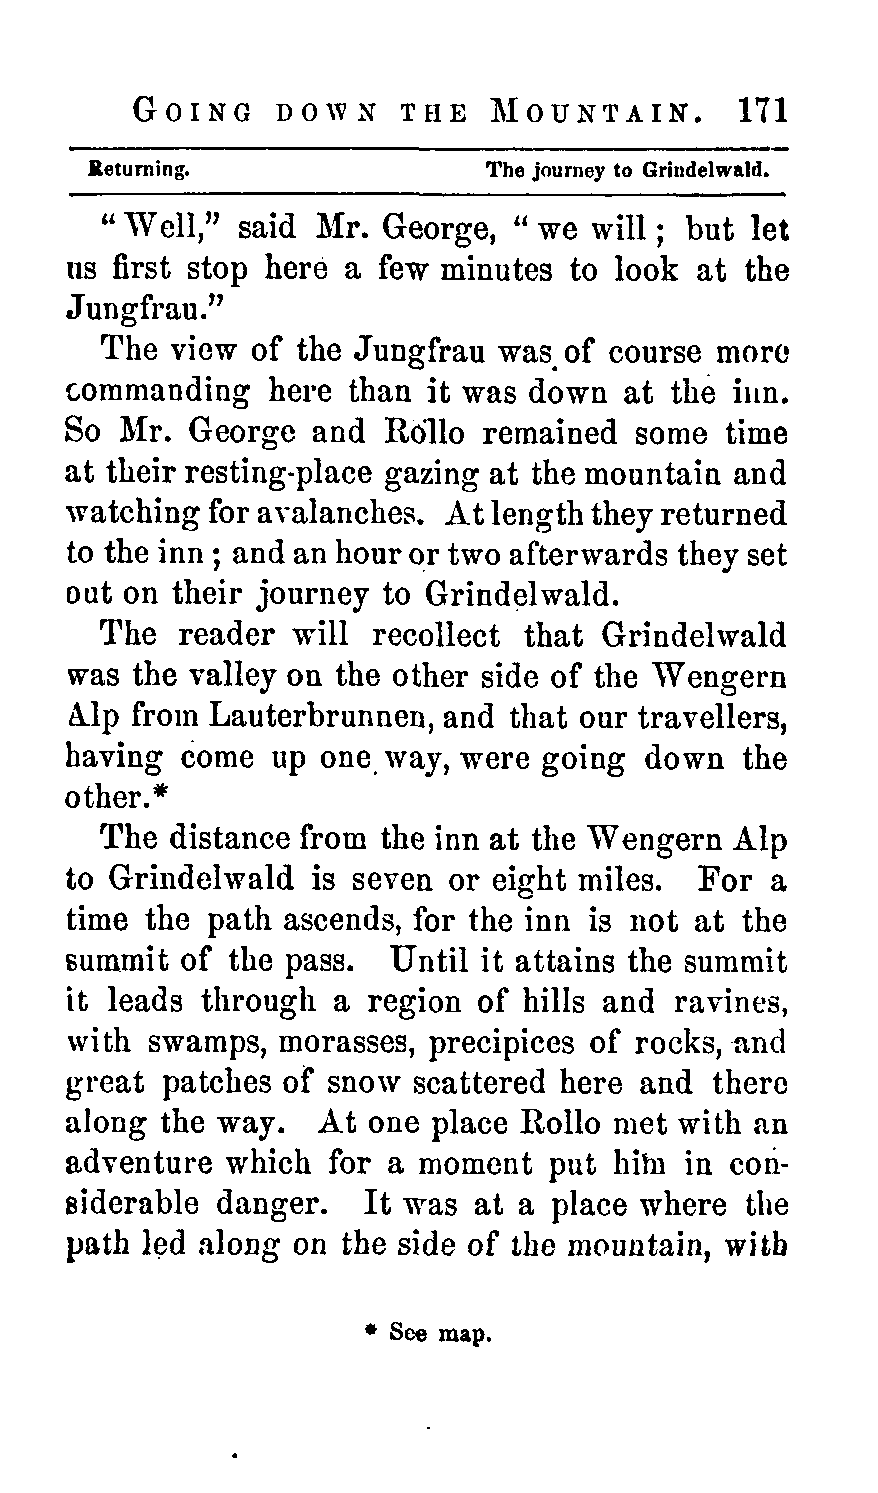 GOING DOWN THE MOUNTAIN. 171
Returning. The journey to Grindelwald.
"Well," said Mr. George, "we will; but let
us first stop here a few minutes to look at the
Jungfrau."
The view of the Jungfrau was of course more
commanding here than it was down at the inn.
So Mr. George and Rollo remained some time
at their resting-place gazing at the mountain and
watching for avalanches. At length they returned
to the inn; and an hour or two afterwards they set
out on their journey to Grindelwald.
The reader will recollect that Grindelwald
was the valley on the other side of the Wengern
Alp from Lauterbrunnen, and that our travellers,
having come up one way, were going down the
other.*
The distance from the inn at the Wengern Alp
to Grindelwald is seven or eight miles. For a
time the path ascends, for the inn is not at the
summit of the pass. Until it attains the summit
it leads through a region of hills and ravines,
with swamps, morasses, precipices of rocks, and
great patches of snow scattered here and there
along the way. At one place Rollo met with an
adventure which for a moment put him in con-
siderable danger. It was at a place where the
path led along on the side of the mountain, with
* See map.